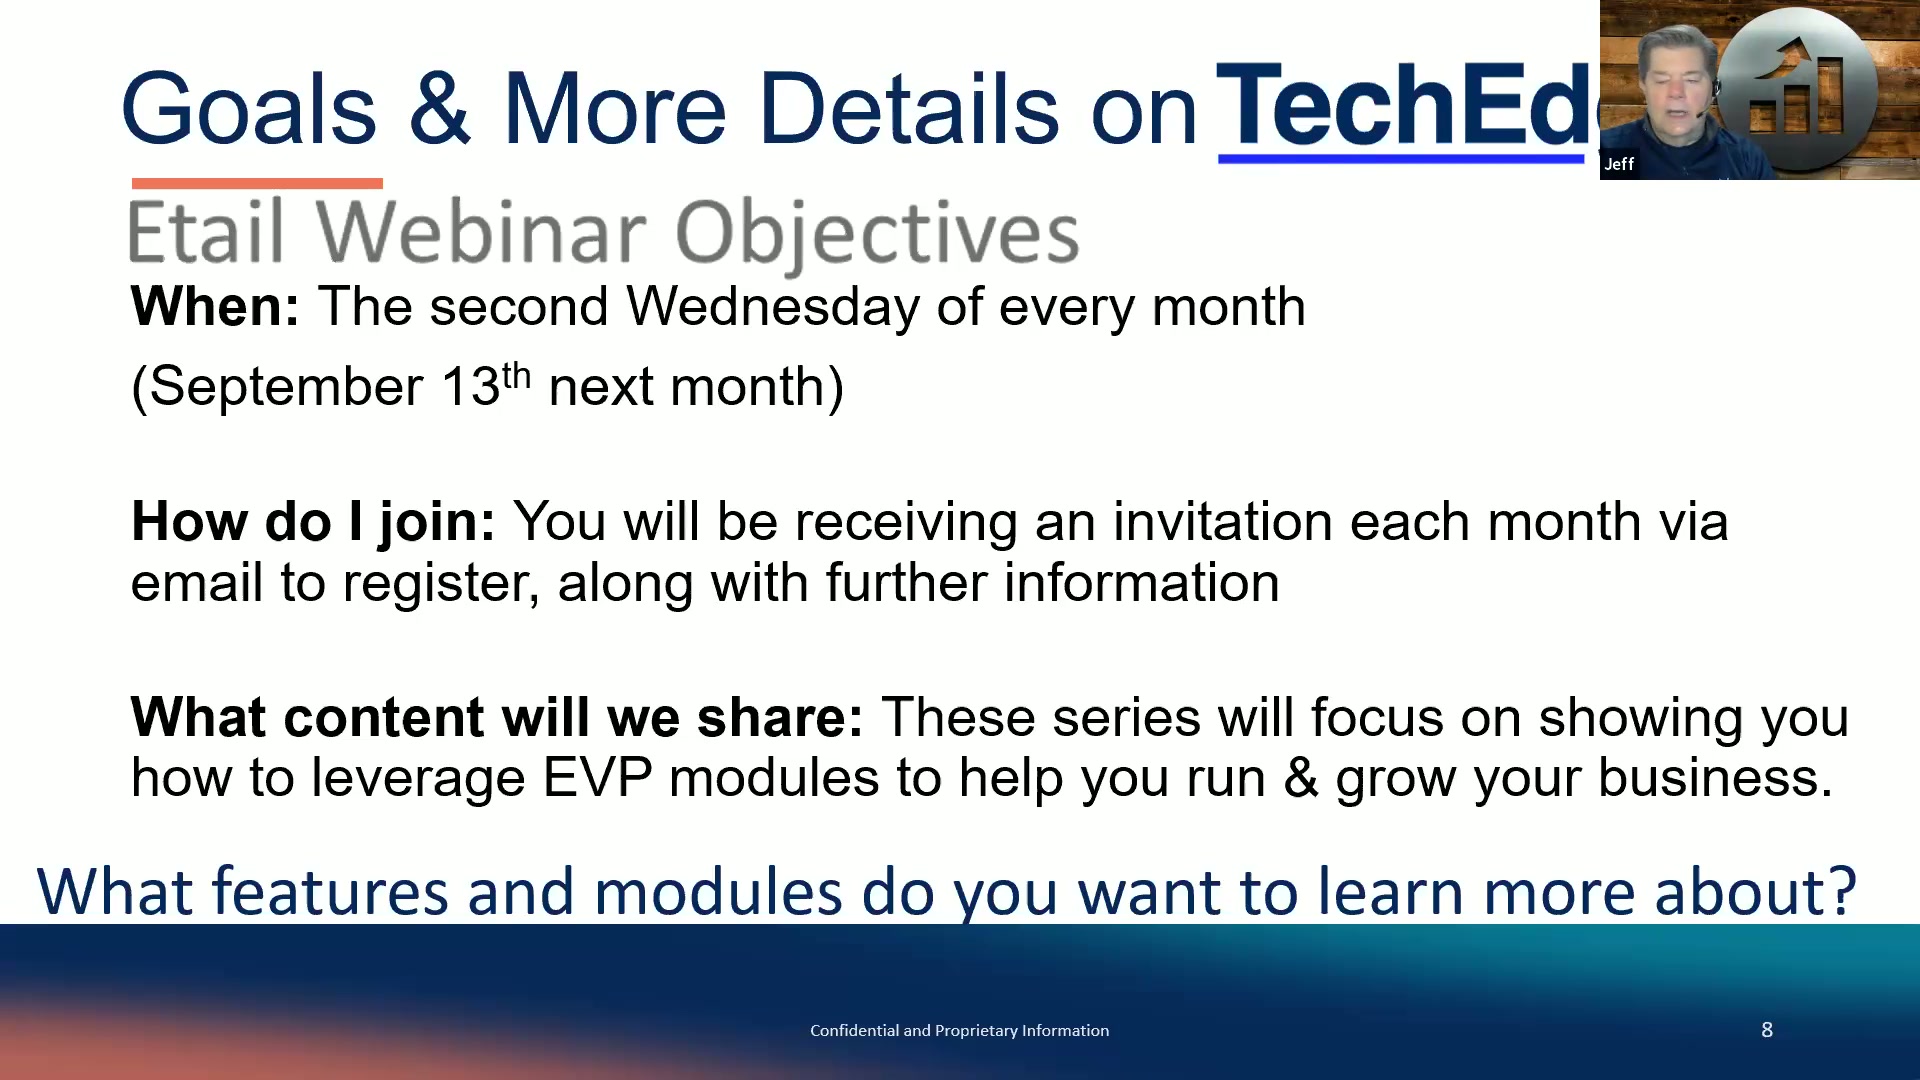 Goals & More Details on TechEd
Jeff
Etail Webinar Objectives
When: The second Wednesday of every month
(September 13th next month)
How do I join: You will be receiving an invitation each month via
email to register, along with further information
What content will we share: These series will focus on showing you
how to leverage EVP modules to help you run & grow your business.
What features and modules do you want to learn more about?
Confidential and Proprietary Information
8